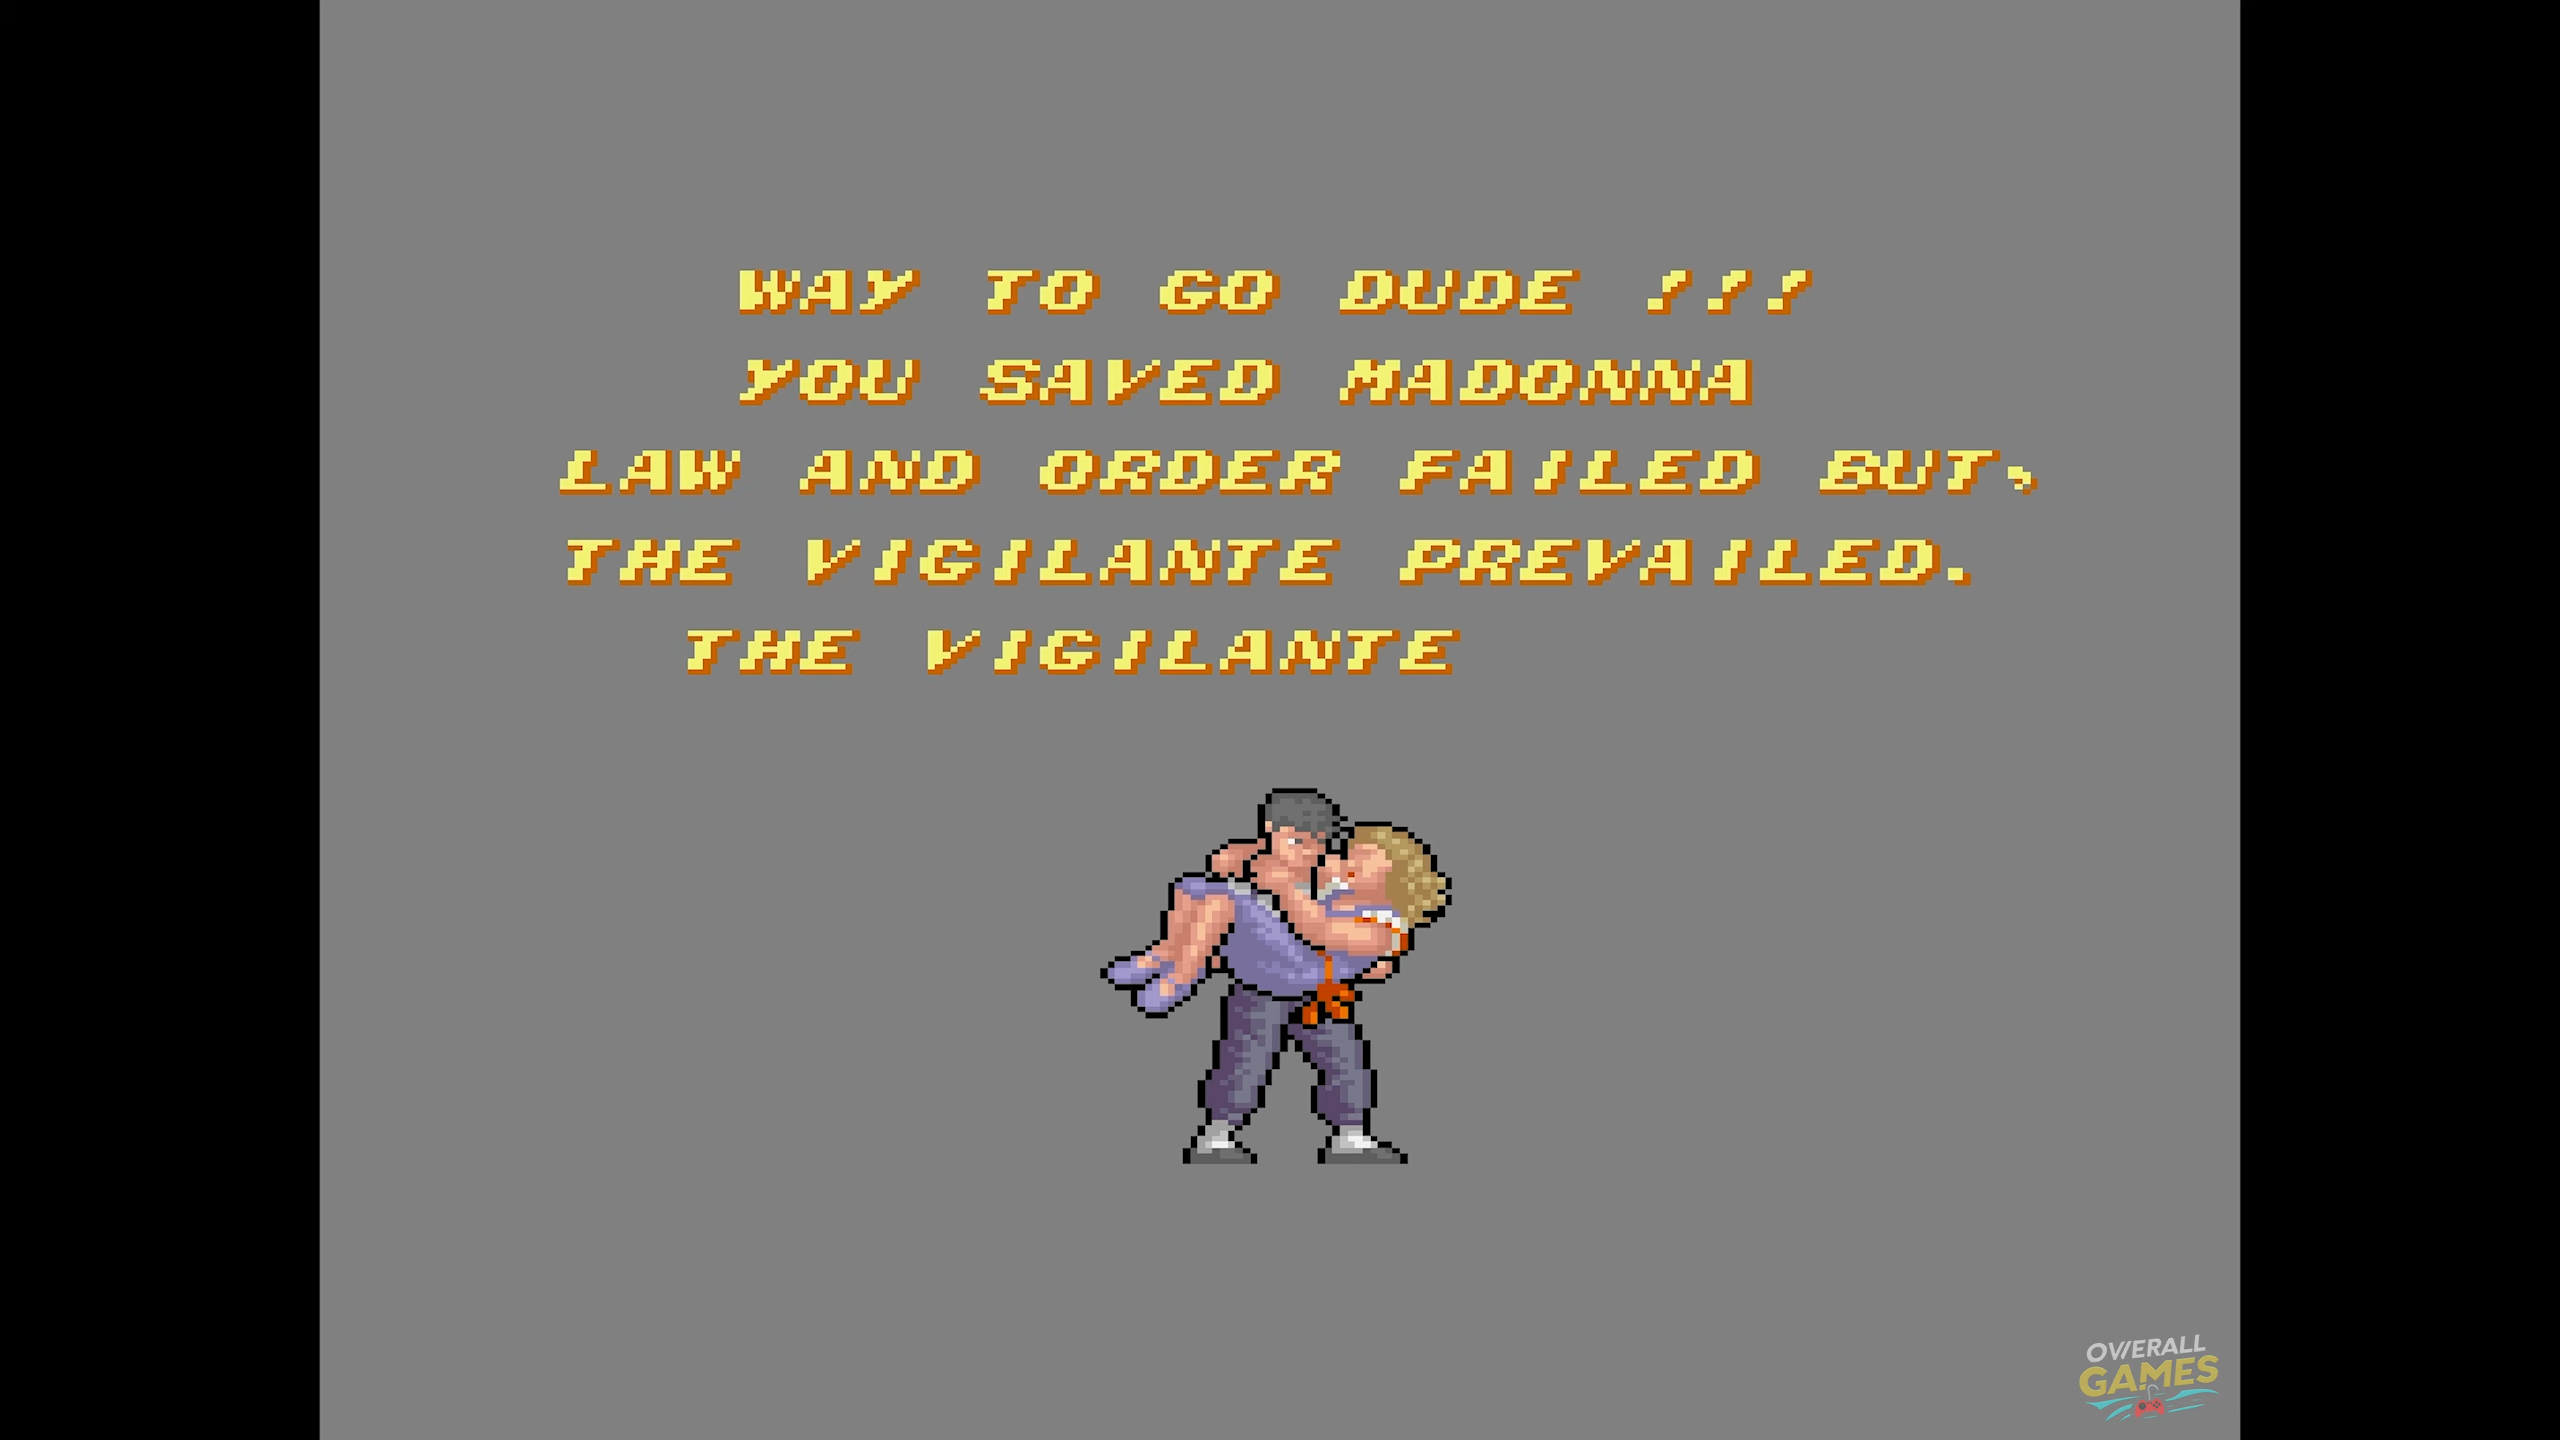 WAY TO GO DUDE !!!
YOU SAVED MADONNA
LAW AND ORDER FAILED BUT,
THE VIGILANTE PREVAILED.
THE VIGILANTE
OVERALL
GAMES